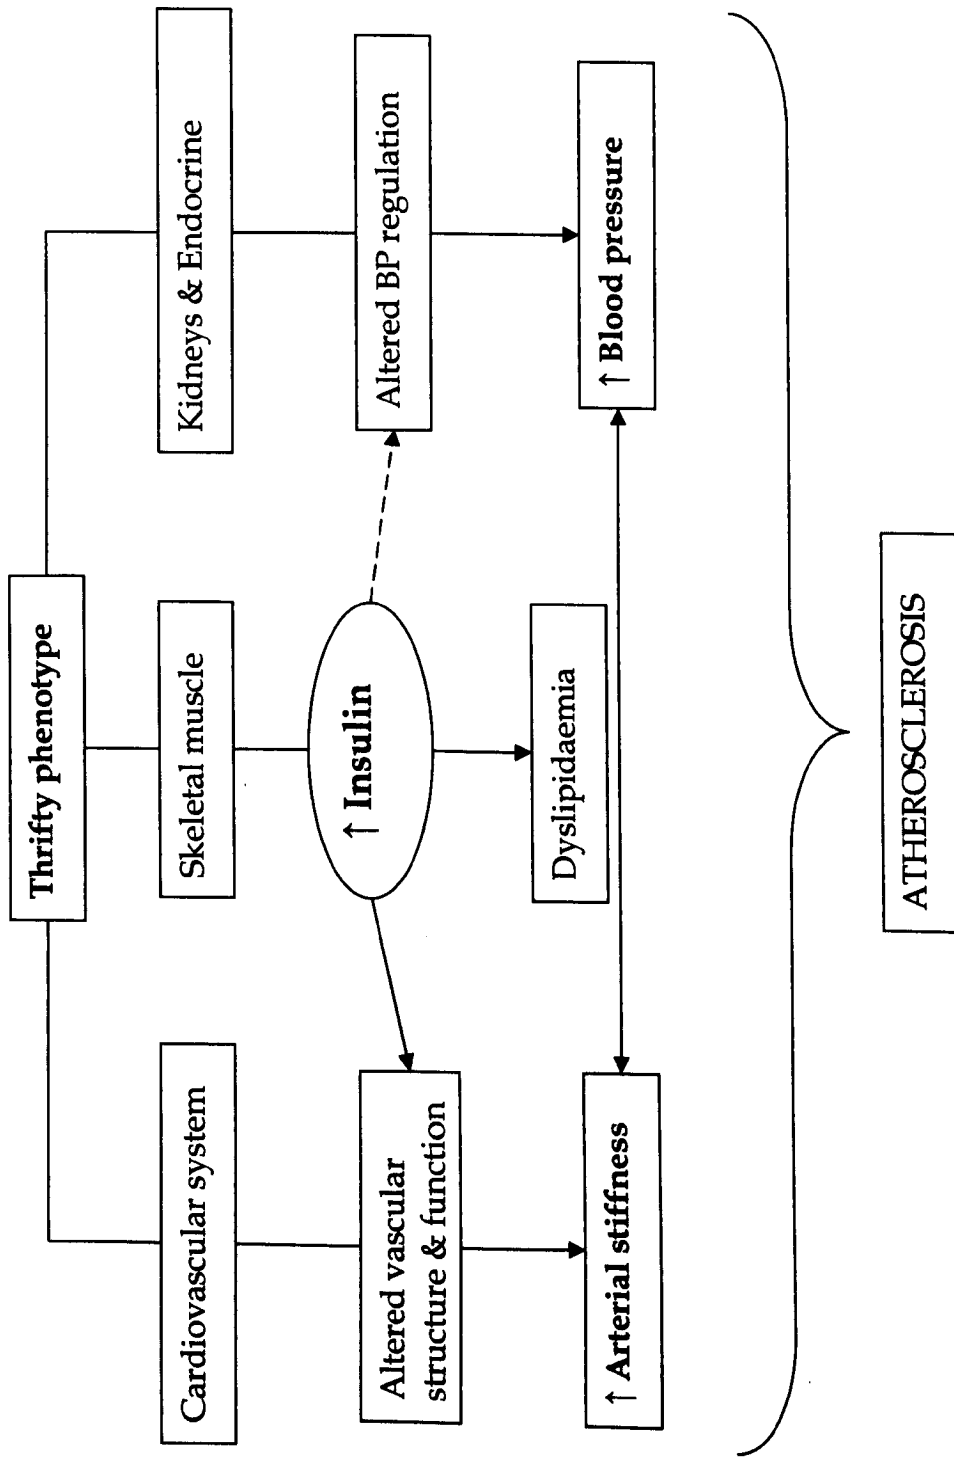 Thrifty phenotype
Cardiovascular system
Skeletal muscle
Kidneys & Endocrine
Altered vascular
structure & function
↑ Insulin
Altered BP regulation
Dyslipidaemia
↑ Arterial stiffness
↑ Blood pressure
ATHEROSCLEROSIS